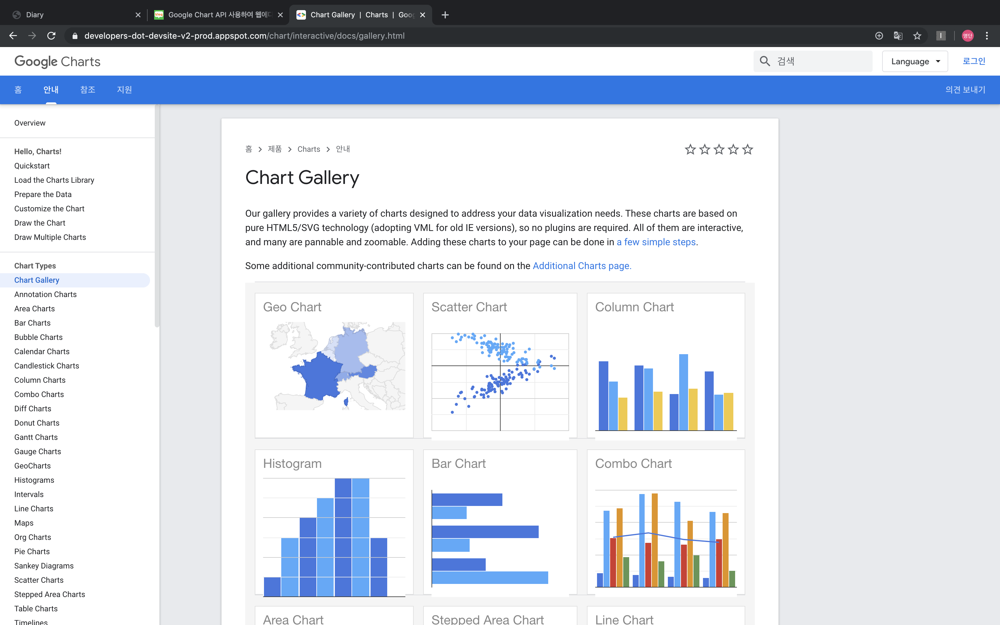 Diary
Google Chart API 사용하여 웹에
Chart Gallery | Charts | Goog
developers-dot-devsite-v2-prod.appspot.com/chart/interactive/docs/gallery.html
영단
Google Charts
검색
Language
로그인
홈
안내
참조
지원
의견 보내기
Overview
Hello, Charts!
Quickstart
Load the Charts Library
Prepare the Data
Customize the Chart
Draw the Chart
Draw Multiple Charts
Chart Types
Chart Gallery
Annotation Charts
Area Charts
Bar Charts
Bubble Charts
Calendar Charts
Candlestick Charts
Column Charts
Combo Charts
Diff Charts
Donut Charts
Gantt Charts
Gauge Charts
GeoCharts
Histograms
Intervals
Line Charts
Maps
Org Charts
Pie Charts
Sankey Diagrams
Scatter Charts
Stepped Area Charts
Table Charts
Timelines
홈 > 제품 > Charts > 안내
Chart Gallery
Our gallery provides a variety of charts designed to address your data visualization needs. These charts are based on
pure HTML5/SVG technology (adopting VML for old IE versions), so no plugins are required. All of them are interactive,
and many are pannable and zoomable. Adding these charts to your page can be done in a few simple steps.
Some additional community-contributed charts can be found on the Additional Charts page.
Geo Chart
Scatter Chart
Column Chart
Histogram
Bar Chart
Combo Chart
Area Chart
Stepped Area Chart
Line Chart